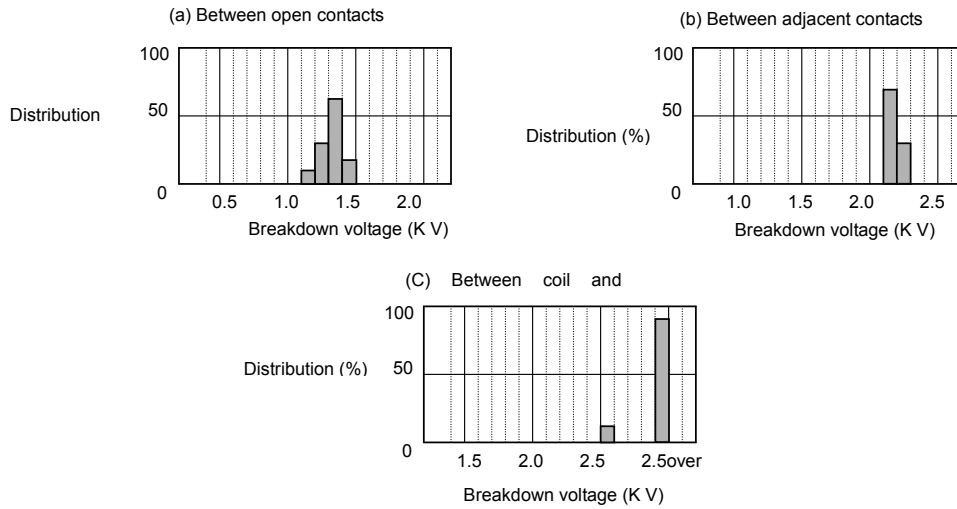 (a) Between open contacts
100
50
0
Distribution
0.5 1.0 1.5 2.0
Breakdown voltage (K V)
(b) Between adjacent contacts
100
50
0
Distribution (%)
1.0 1.5 2.0 2.5
Breakdown voltage (K V)
(C) Between coil and
100
50
0
Distribution (%)
1.5 2.0 2.5 2.5over
Breakdown voltage (K V)